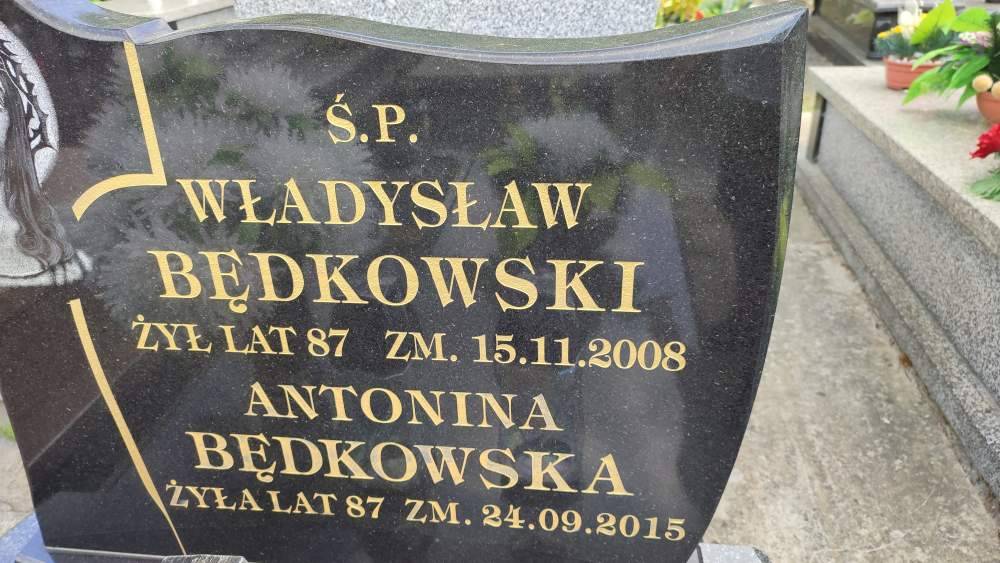 Ś.P.
WŁADYSŁAW
BĘDKOWSKI
ŻYŁ LAT 87 ZM. 15.11.2008
ANTONINA
BĘDKOWSKA
ŻYŁA LAT 87 ZM. 24.09.2015